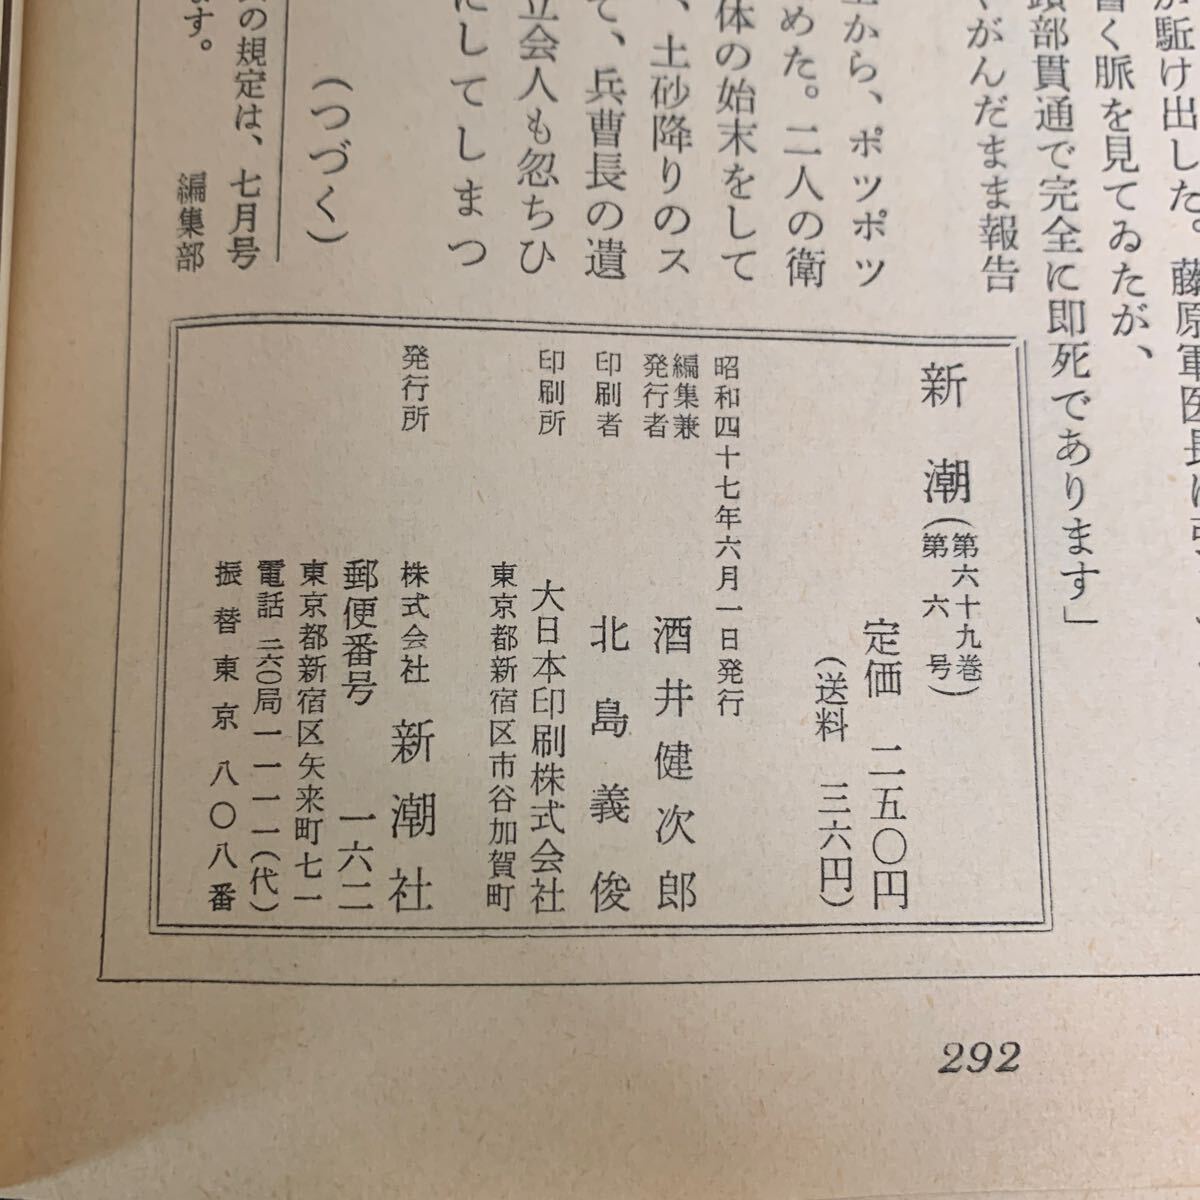 駈け出した。藤原軍医長は
く脈を見てゐたが、
頭部貫通で完全に即死であります」
がんだまま報告
から、ポツポツ
めた。二人の衛
体の始末をして
、土砂降りのス
て、兵曹長の遺
立会人も忽ちひ
にしてしまつ
(つづく)
の規定は、七月号
ます。
編集部
新潮(第六十九巻)(第六号)
定価 二五〇円
(送料 三六円)
昭和四十七年六月一日発行
編集兼発行者 酒井健次郎
印刷者 北島義俊
印刷所 大日本印刷株式会社
東京都新宿区市谷加賀町
発行所 株式会社 新潮社
郵便番号 一六二
東京都新宿区矢来町七一
電話 二六〇局一一一一(代)
振替東京 八〇八番
292